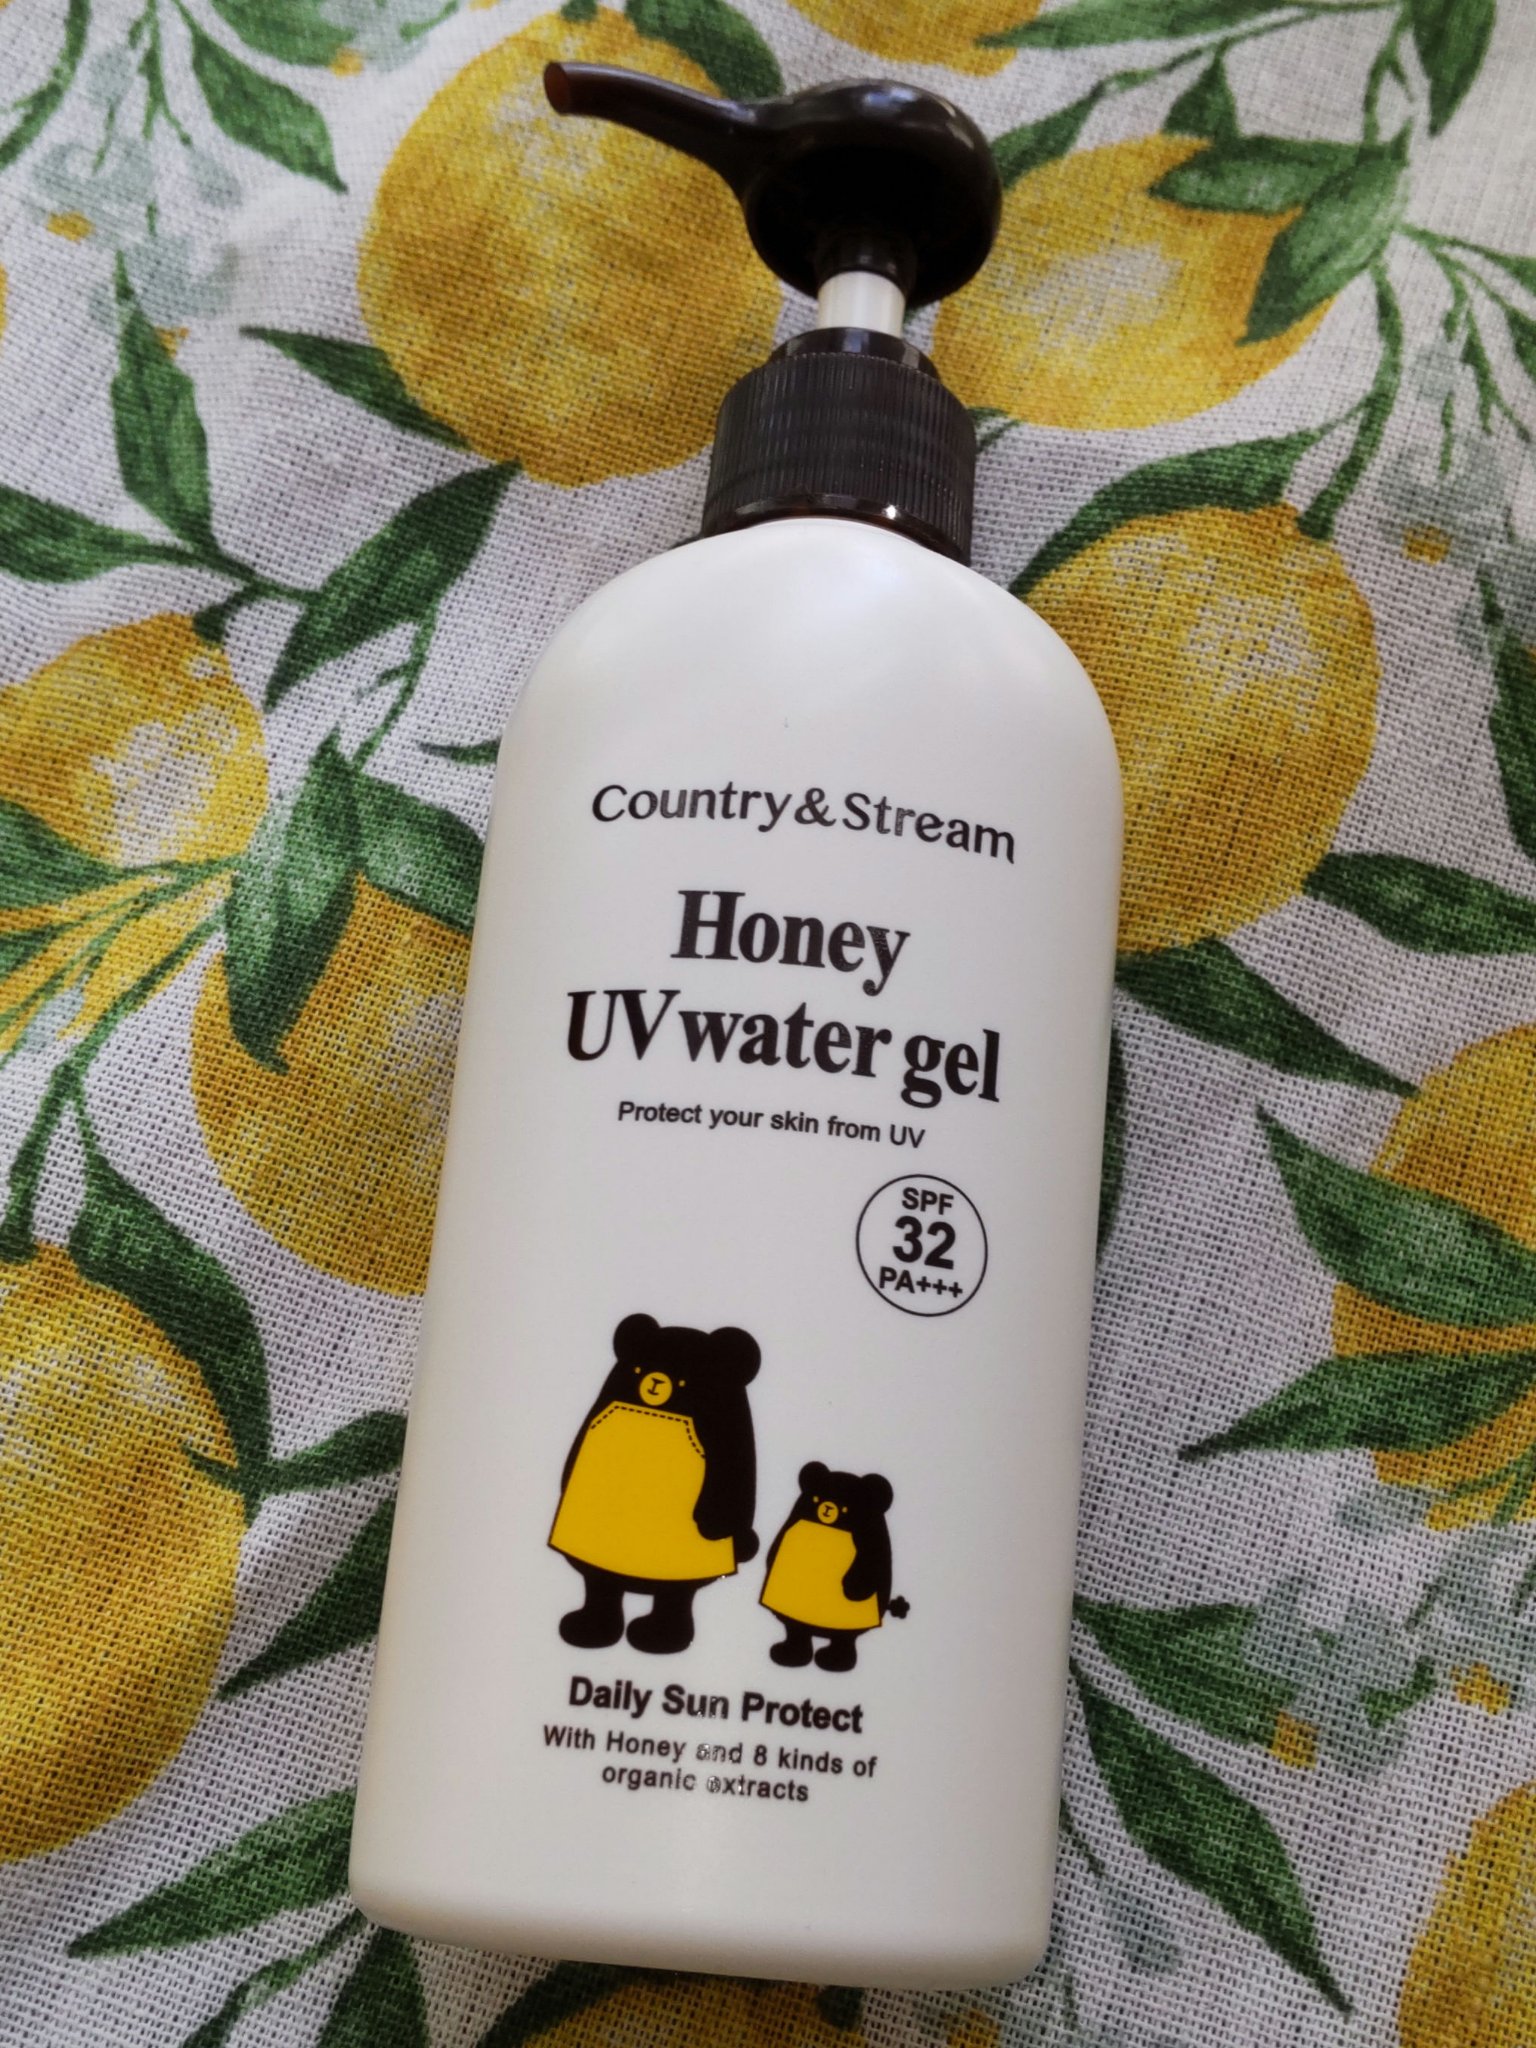 Country & Stream
Honey
UV water gel
Protect your skin from UV
SPF
32
PA+++
Daily Sun Protect
With Honey and 8 kinds of
organic extracts